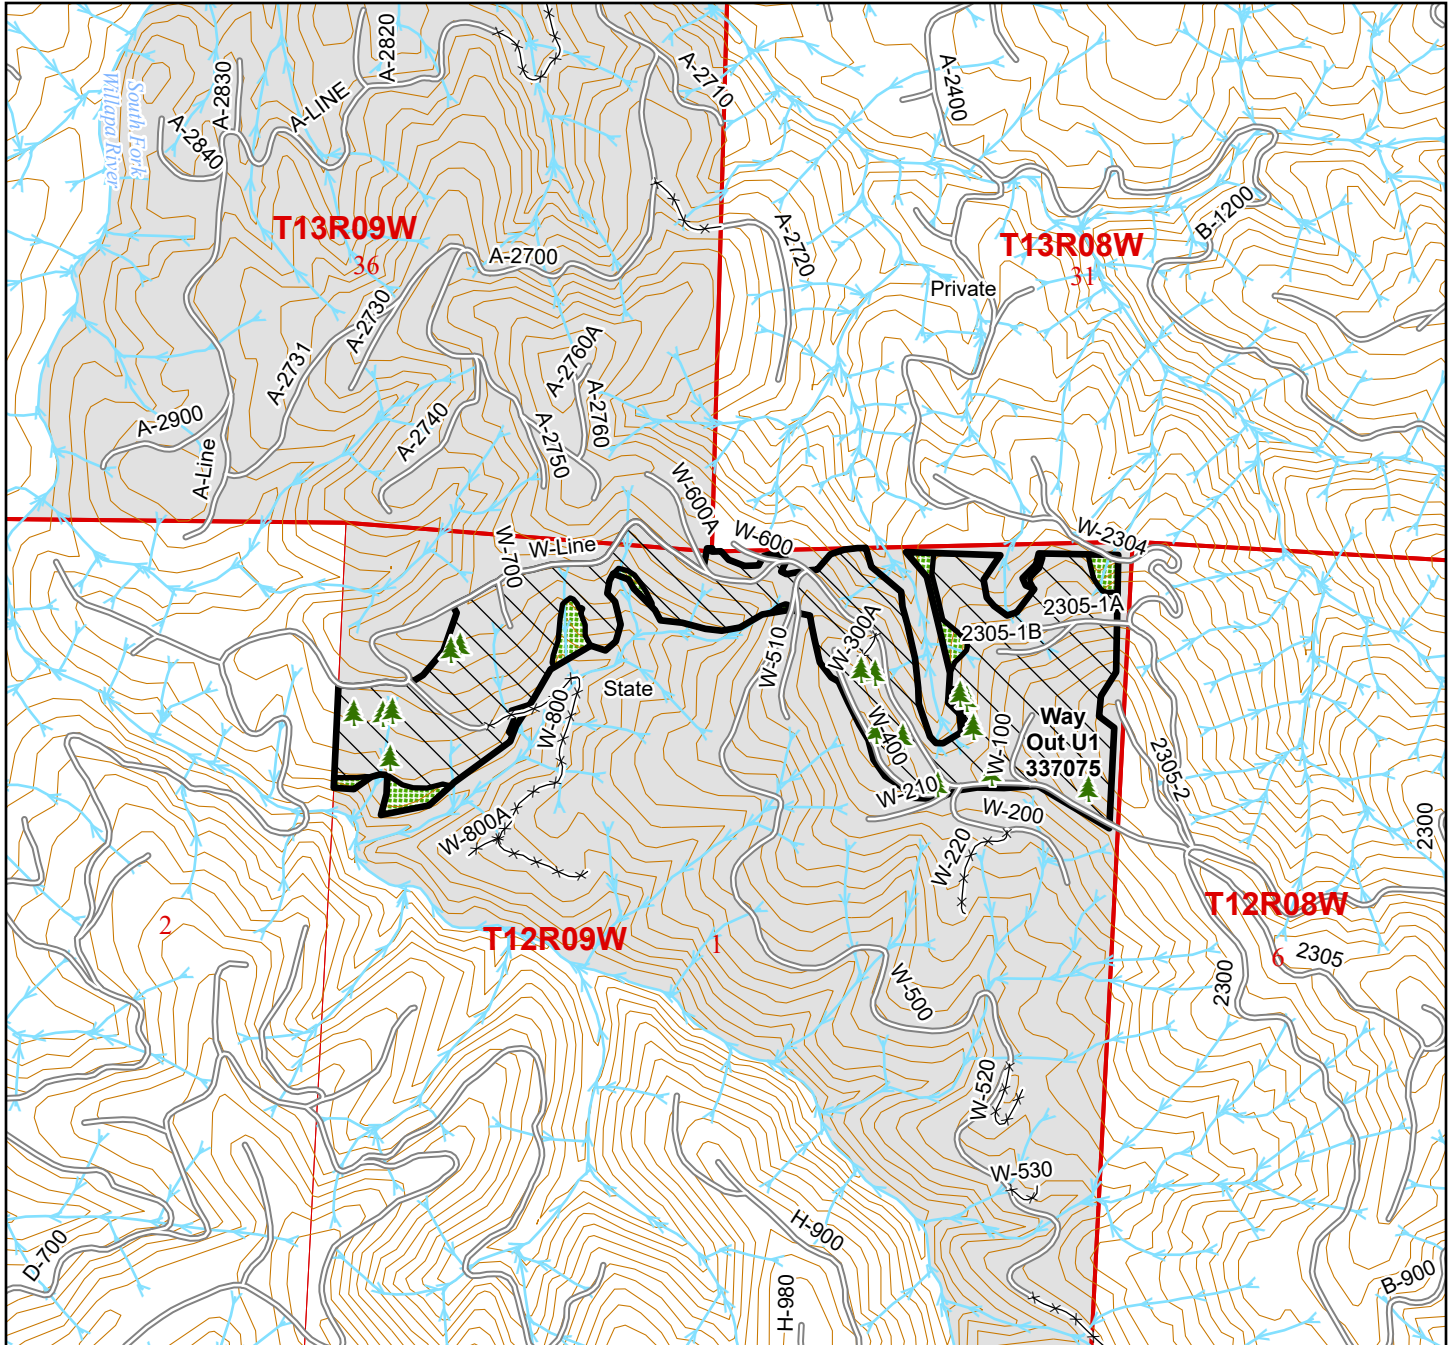 A-2820
A-2830
A-LINE
A-2710
A-2400
South Fork
Willapa River
A-2840
T13R09W
36
A-2700
A-2720
B-1200
T13R08W
31
Private
A-2730
A-2731
A-2760A
A-2900
A-2740
A-2760
A-2750
A-Line
W-600A
W-600
W-2304
W-700
W-Line
2305-1A
2305-1B
W-300A
W-510
State
W-800
W-400
W-100
Way
Out U1
337075
2305-2
W-210
W-200
2300
W-800A
W-220
T12R08W
2
T12R09W
1
6
2305
W-500
2300
W-520
W-530
H-900
D-700
H-980
B-900